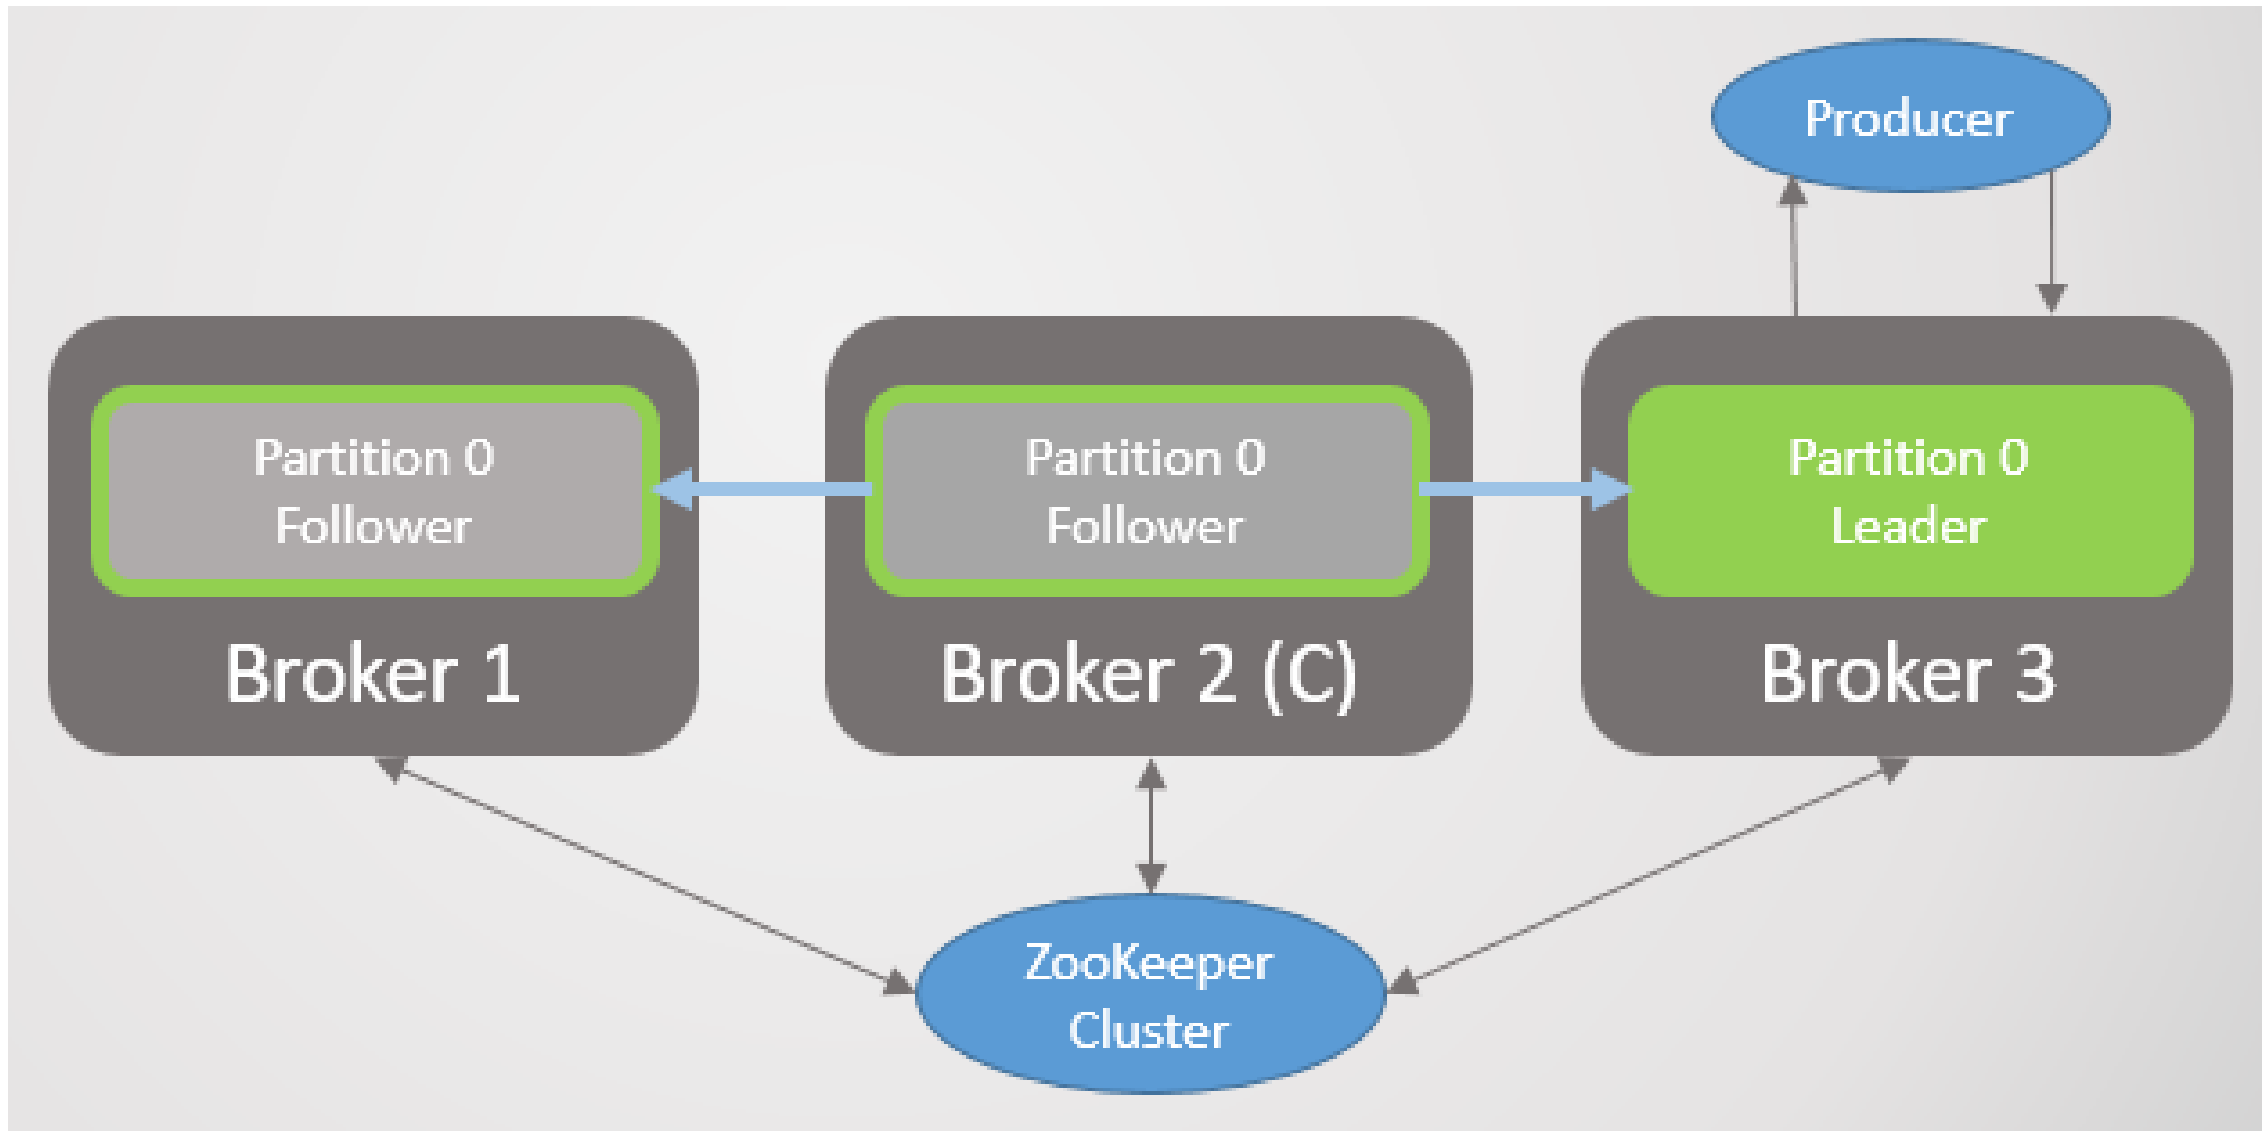 Producer
Partition 0
Follower
Partition 0
Follower
Partition 0
Leader
Broker 1
Broker 2 (C)
Broker 3
ZooKeeper
Cluster